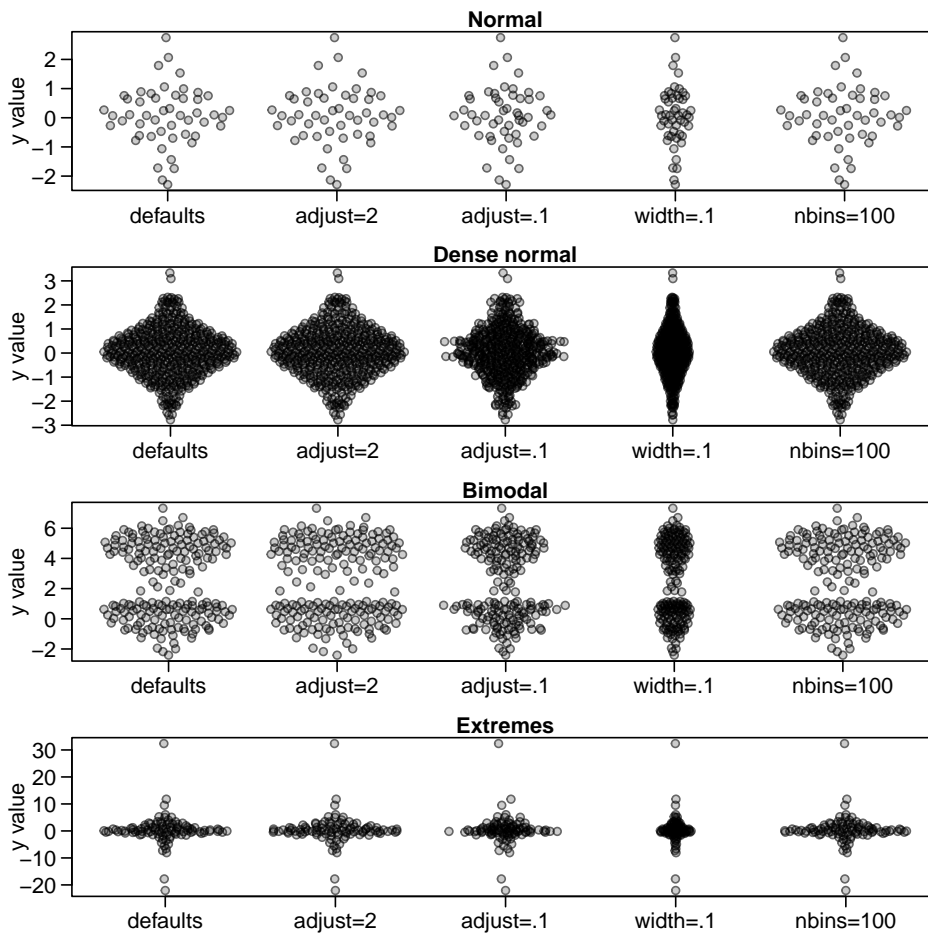 Normal
y value
2
1
0
−1
−2
defaults adjust=2 adjust=.1 width=.1 nbins=100
Dense normal
y value
3
2
1
0
−1
−2
−3
defaults adjust=2 adjust=.1 width=.1 nbins=100
Bimodal
y value
6
4
2
0
−2
defaults adjust=2 adjust=.1 width=.1 nbins=100
Extremes
y value
30
20
10
0
−10
−20
defaults adjust=2 adjust=.1 width=.1 nbins=100